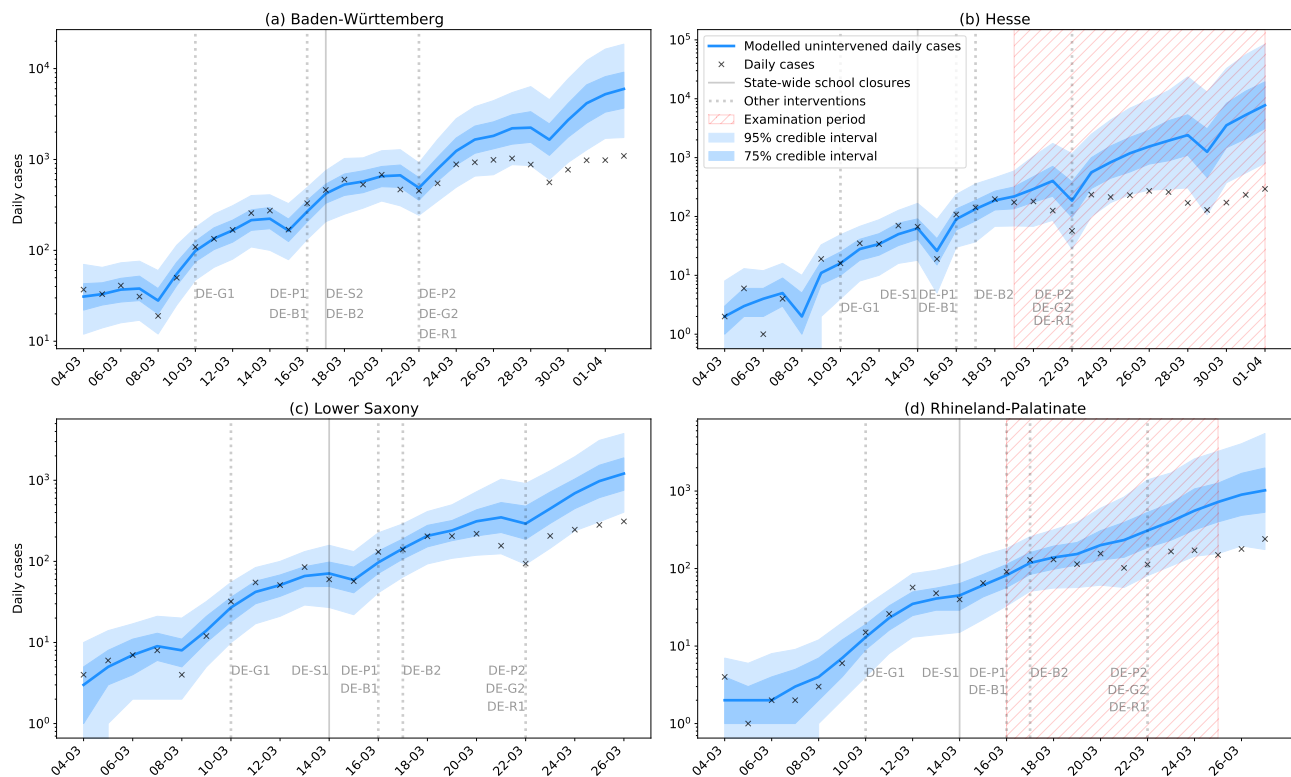 (a) Baden-Württemberg
Daily cases
10⁴
10³
10²
10¹
DE-G1
DE-P1
DE-B1
DE-S2
DE-B2
DE-P2
DE-G2
DE-R1
04-03
06-03
08-03
10-03
12-03
14-03
16-03
18-03
20-03
22-03
24-03
26-03
28-03
30-03
01-04
(b) Hesse
Modelled unintervened daily cases
Daily cases
State-wide school closures
Other interventions
Examination period
95% credible interval
75% credible interval
10⁵
10⁴
10³
10²
10¹
10⁰
DE-G1
DE-S1
DE-P1
DE-B1
DE-B2
DE-P2
DE-G2
DE-R1
04-03
06-03
08-03
10-03
12-03
14-03
16-03
18-03
20-03
22-03
24-03
26-03
28-03
30-03
01-04
(c) Lower Saxony
Daily cases
10³
10²
10¹
10⁰
DE-G1
DE-S1
DE-P1
DE-B1
DE-B2
DE-P2
DE-G2
DE-R1
04-03
06-03
08-03
10-03
12-03
14-03
16-03
18-03
20-03
22-03
24-03
26-03
(d) Rhineland-Palatinate
10³
10²
10¹
10⁰
DE-G1
DE-S1
DE-P1
DE-B1
DE-B2
DE-P2
DE-G2
DE-R1
04-03
06-03
08-03
10-03
12-03
14-03
16-03
18-03
20-03
22-03
24-03
26-03